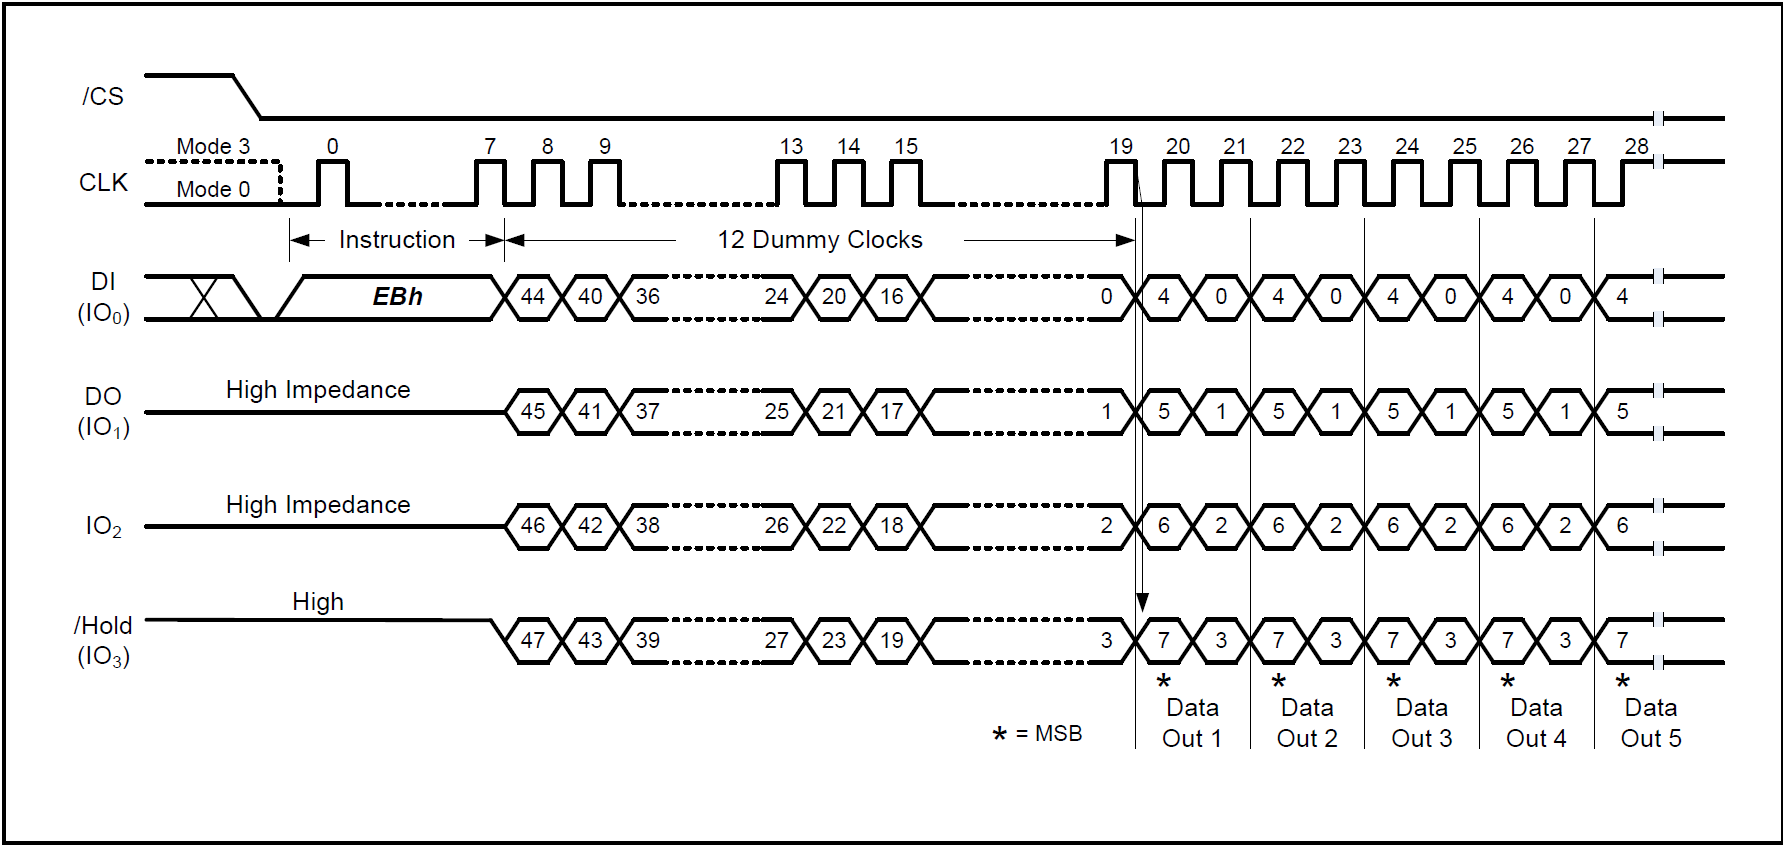 /CS
Mode 3 0 7 8 9 13 14 15 19 20 21 22 23 24 25 26 27 28
CLK
Mode 0
Instruction 12 Dummy Clocks
DI
(IO0)
EBh 44 40 36 24 20 16 0 4 0 4 0 4 0 4 0 4
High Impedance
DO
(IO1)
45 41 37 25 21 17 1 5 1 5 1 5 1 5 1 5
High Impedance
IO2 46 42 38 26 22 18 2 6 2 6 2 6 2 6 2 6
High
/Hold
(IO3)
47 43 39 27 23 19 3 7 3 7 3 7 3 7 3 7
* * * * *
* = MSB
Data Out 1
Data Out 2
Data Out 3
Data Out 4
Data Out 5